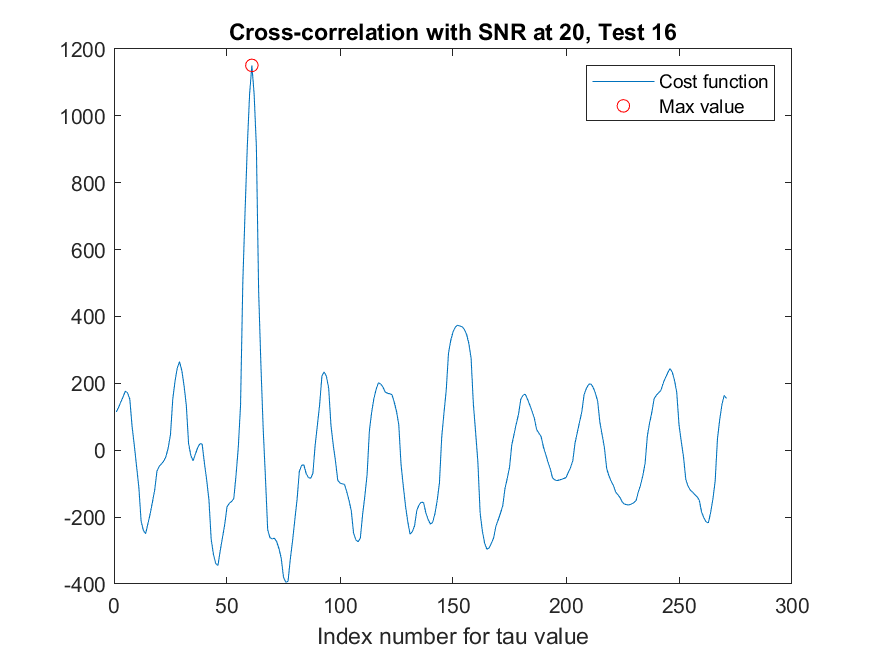 Cross-correlation with SNR at 20, Test 16
1200
1000
800
600
400
200
0
-200
-400
0 50 100 150 200 250 300
Index number for tau value
Cost function
Max value